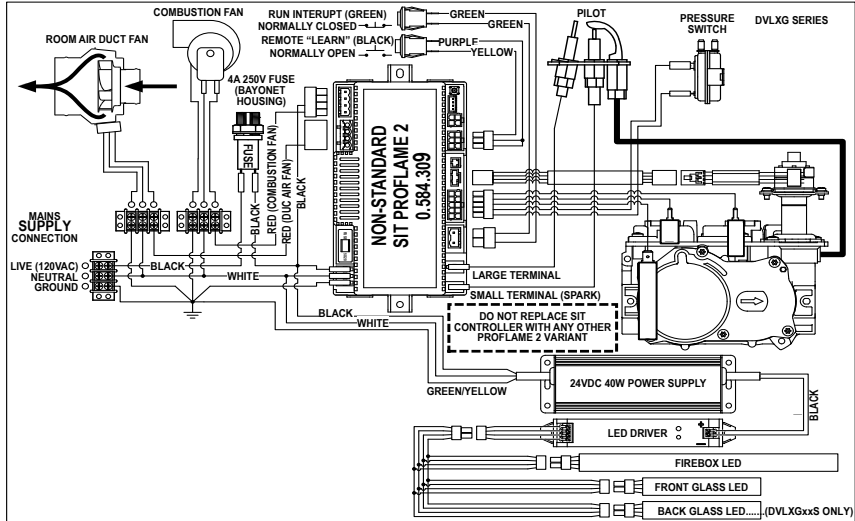 COMBUSTION FAN
ROOM AIR DUCT FAN
RUN INTERUPT (GREEN)
NORMALLY CLOSED
REMOTE “LEARN” (BLACK)
NORMALLY OPEN
GREEN
GREEN
PURPLE
YELLOW
PILOT
PRESSURE
SWITCH
DVLXG SERIES
4A 250V FUSE
(BAYONET
HOUSING)
FUSE
BLACK
RED (COMBUSTION FAN)
RED (DUC AIR FAN)
BLACK
NON-STANDARD
SIT PROFLAME 2
0.584.309
MAINS
SUPPLY
CONNECTION
LIVE (120VAC)
NEUTRAL
GROUND
BLACK
WHITE
LARGE TERMINAL
SMALL TERMINAL (SPARK)
BLACK
WHITE
DO NOT REPLACE SIT
CONTROLLER WITH ANY OTHER
PROFLAME 2 VARIANT
GREEN/YELLOW
24VDC 40W POWER SUPPLY
BLACK
LED DRIVER
+
–
FIREBOX LED
FRONT GLASS LED
BACK GLASS LED......(DVLXGxxS ONLY)